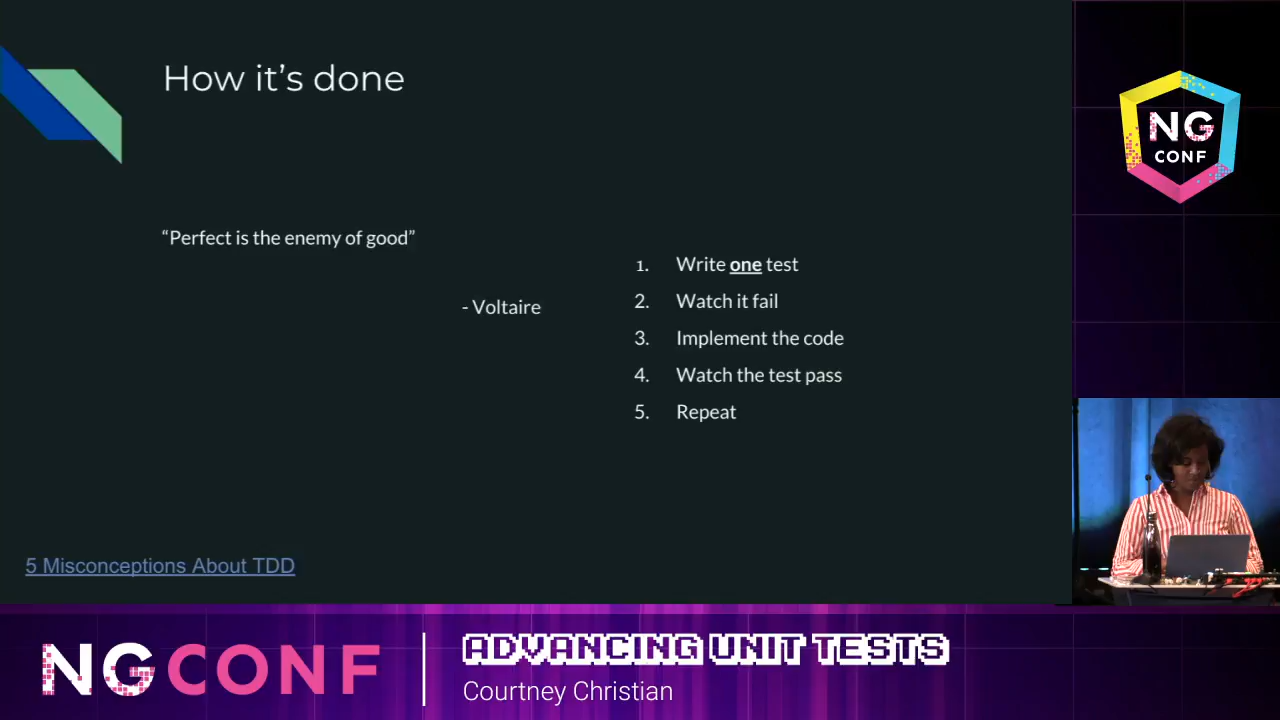 How it's done
“Perfect is the enemy of good”
- Voltaire
1. Write one test
2. Watch it fail
3. Implement the code
4. Watch the test pass
5. Repeat
5 Misconceptions About TDD
NG
CONF
NG CONF
ADVANCING UNIT TESTS
Courtney Christian